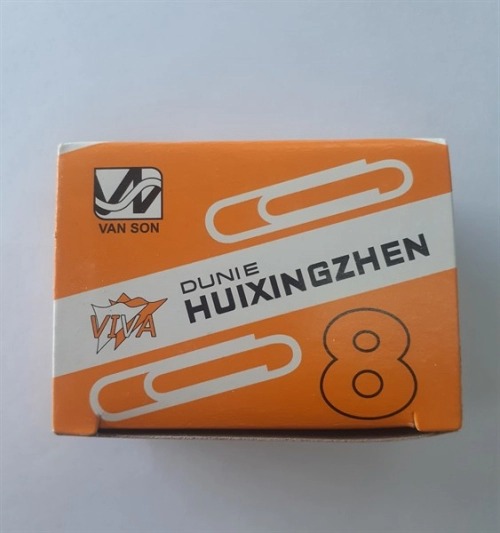 VAN SON
DUNIE
HUIXINGZHEN
VIVA
8